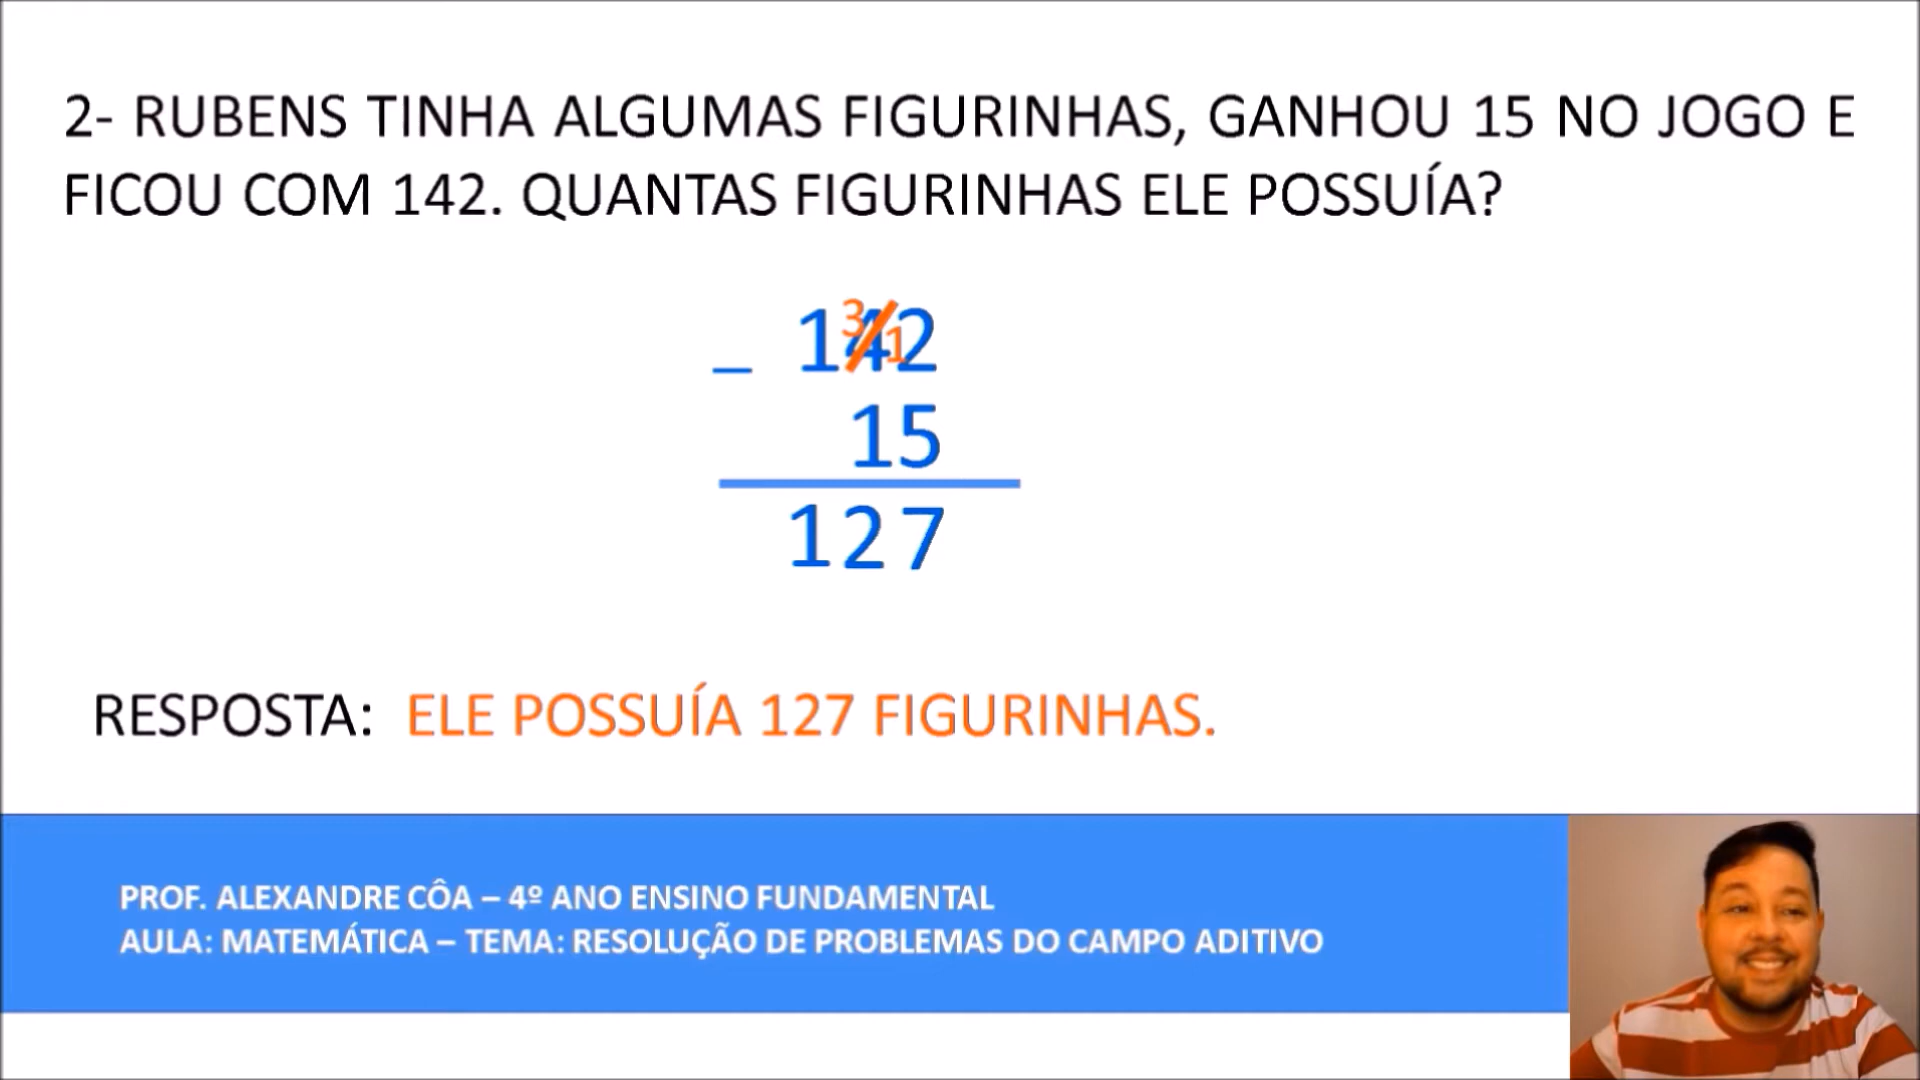 2- RUBENS TINHA ALGUMAS FIGURINHAS, GANHOU 15 NO JOGO E
FICOU COM 142. QUANTAS FIGURINHAS ELE POSSUÍA?
3 1
_ 142
15
127
RESPOSTA: ELE POSSUÍA 127 FIGURINHAS.
PROF. ALEXANDRE CÔA – 4º ANO ENSINO FUNDAMENTAL
AULA: MATEMÁTICA – TEMA: RESOLUÇÃO DE PROBLEMAS DO CAMPO ADITIVO